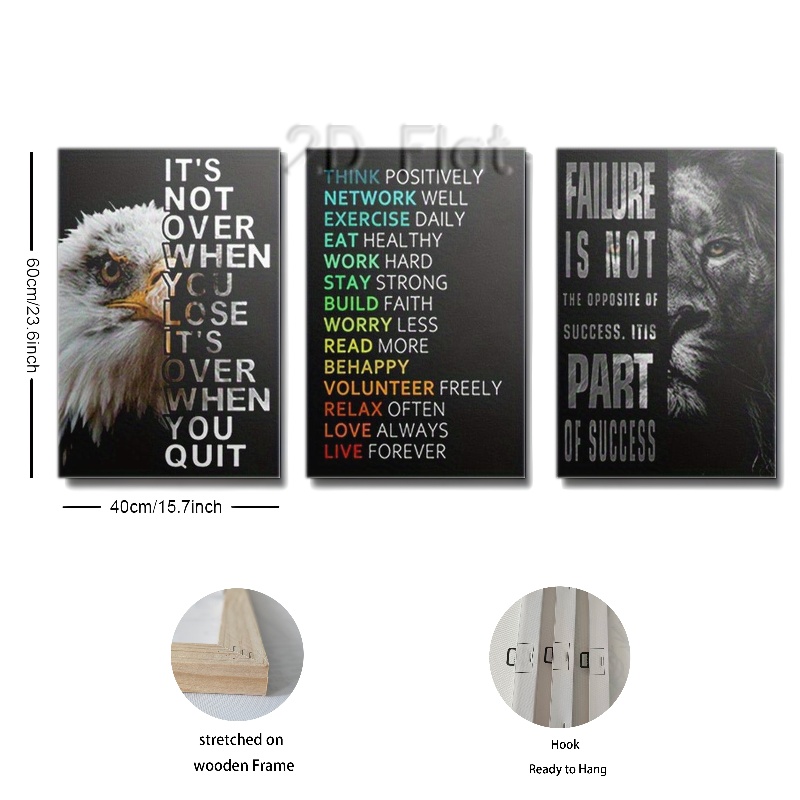 2D Flat
IT'S
NOT
OVER
WHEN
YOU
LOSE
IT'S
OVER
WHEN
YOU
QUIT
THINK POSITIVELY
NETWORK WELL
EXERCISE DAILY
EAT HEALTHY
WORK HARD
STAY STRONG
BUILD FAITH
WORRY LESS
READ MORE
BEHAPPY
VOLUNTEER FREELY
RELAX OFTEN
LOVE ALWAYS
LIVE FOREVER
FAILURE
IS NOT
THE OPPOSITE OF
SUCCESS. ITIS
PART
OF SUCCESS
60cm/23.6inch
40cm/15.7inch
stretched on
wooden Frame
Hook
Ready to Hang